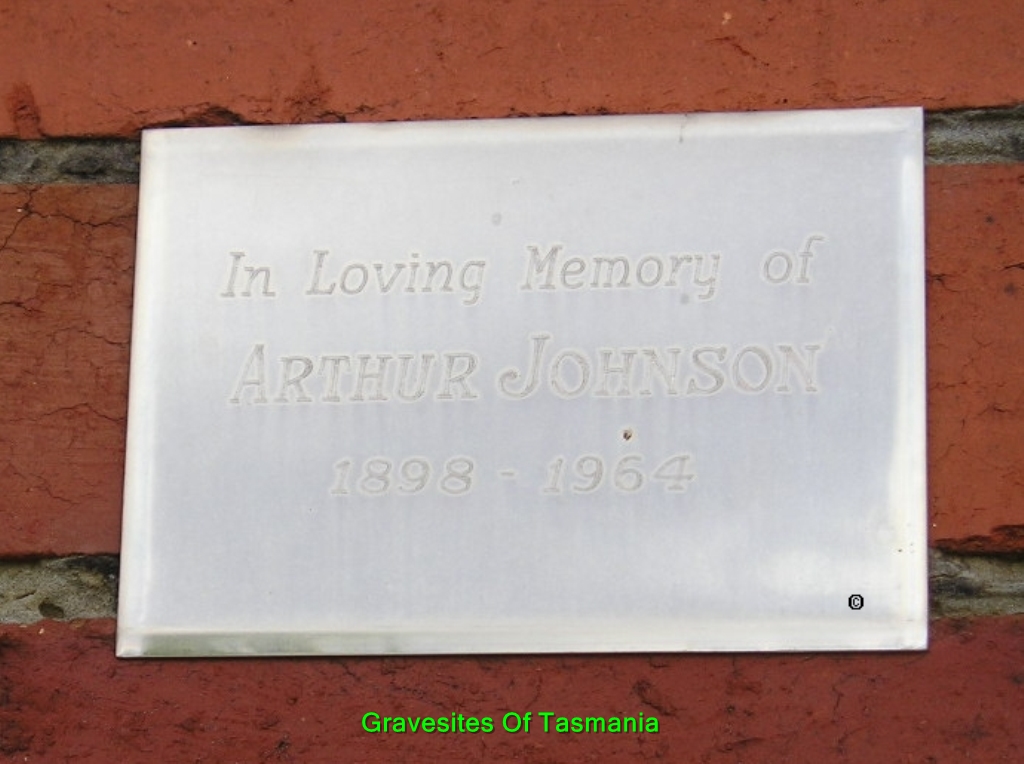 In Loving Memory of
ARTHUR JOHNSON
1898 - 1964
©
Gravesites Of Tasmania